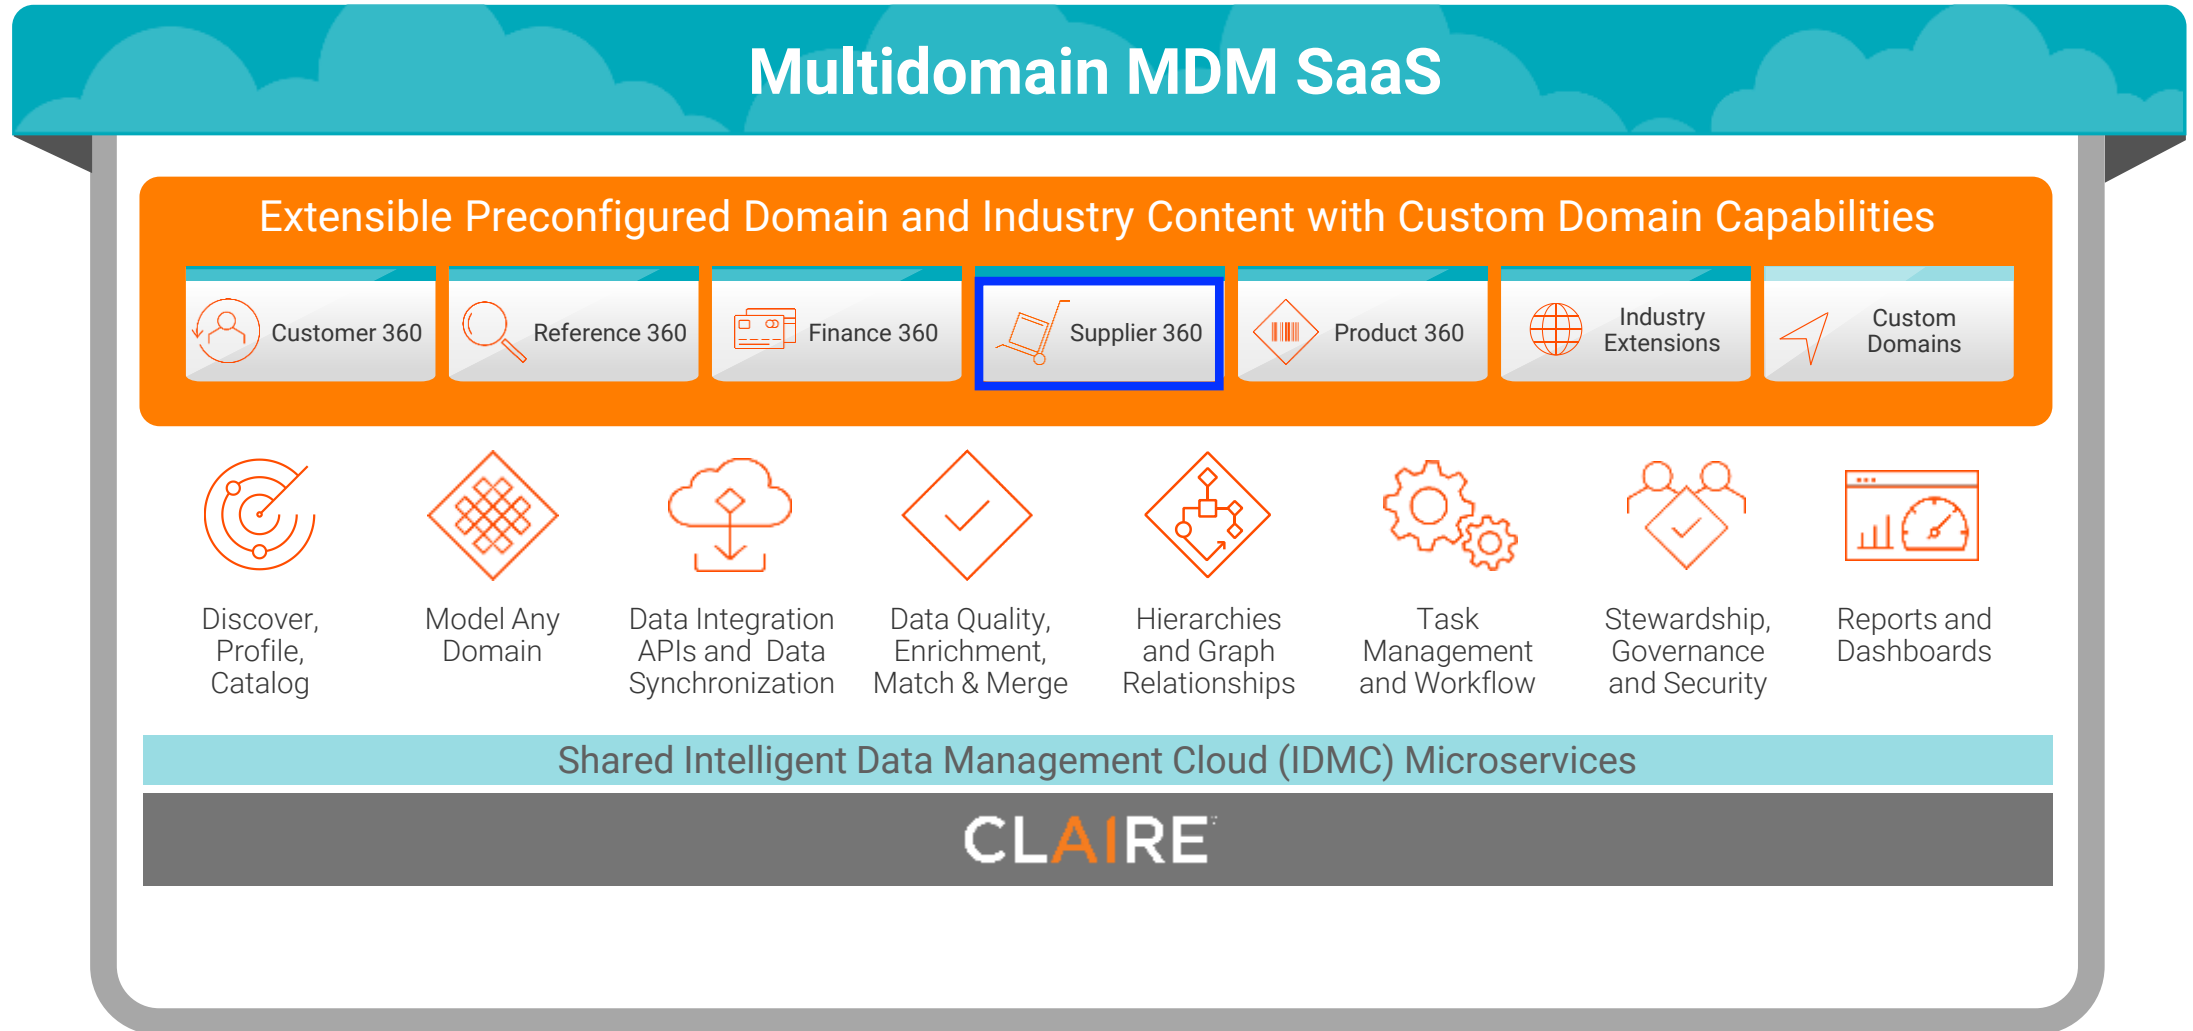 Multidomain MDM SaaS
Extensible Preconfigured Domain and Industry Content with Custom Domain Capabilities
Customer 360
Reference 360
Finance 360
Supplier 360
Product 360
Industry
Extensions
Custom
Domains
Discover,
Profile,
Catalog
Model Any
Domain
Data Integration
APIs and Data
Synchronization
Data Quality,
Enrichment,
Match & Merge
Hierarchies
and Graph
Relationships
Task
Management
and Workflow
Stewardship,
Governance
and Security
Reports and
Dashboards
Shared Intelligent Data Management Cloud (IDMC) Microservices
CLAIRE